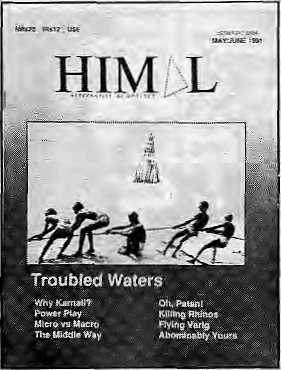 MAY/JUNE 1991
HIMAL
Troubled Waters
Why Karnali?
Power Play
Micro vs Macro
The Middle Way
Oh, Patan!
Killing Rhinos
Flying Varig
Abominably Yours